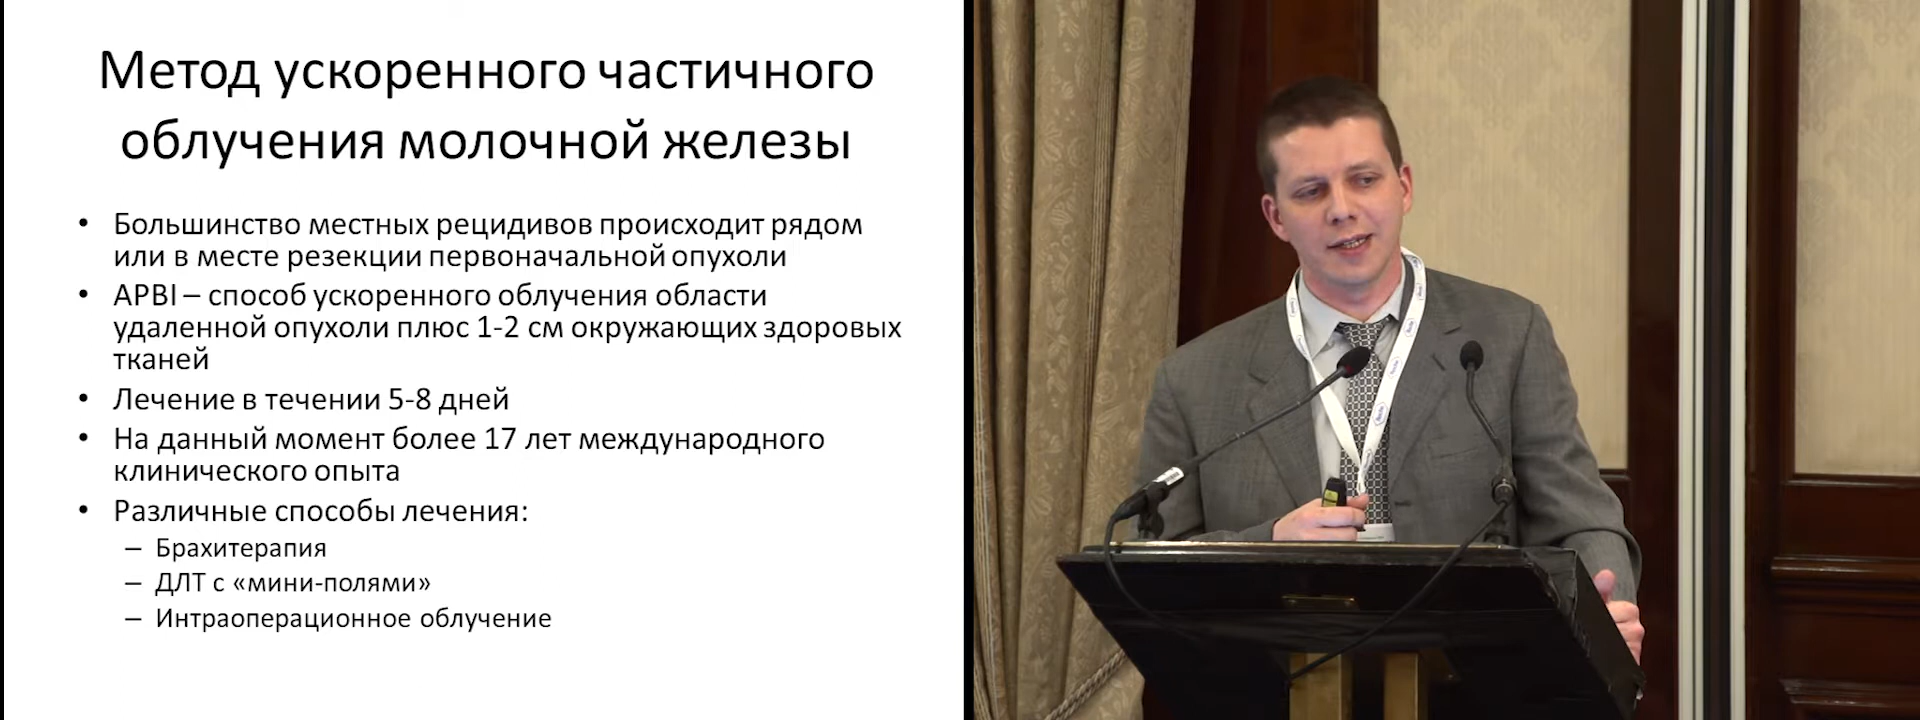 Метод ускоренного частичного
облучения молочной железы
• Большинство местных рецидивов происходит рядом
или в месте резекции первоначальной опухоли
• APBI – способ ускоренного облучения области
удаленной опухоли плюс 1-2 см окружающих здоровых
тканей
• Лечение в течении 5-8 дней
• На данный момент более 17 лет международного
клинического опыта
• Различные способы лечения:
– Брахитерапия
– ДЛТ с «мини-полями»
– Интраоперационное облучение